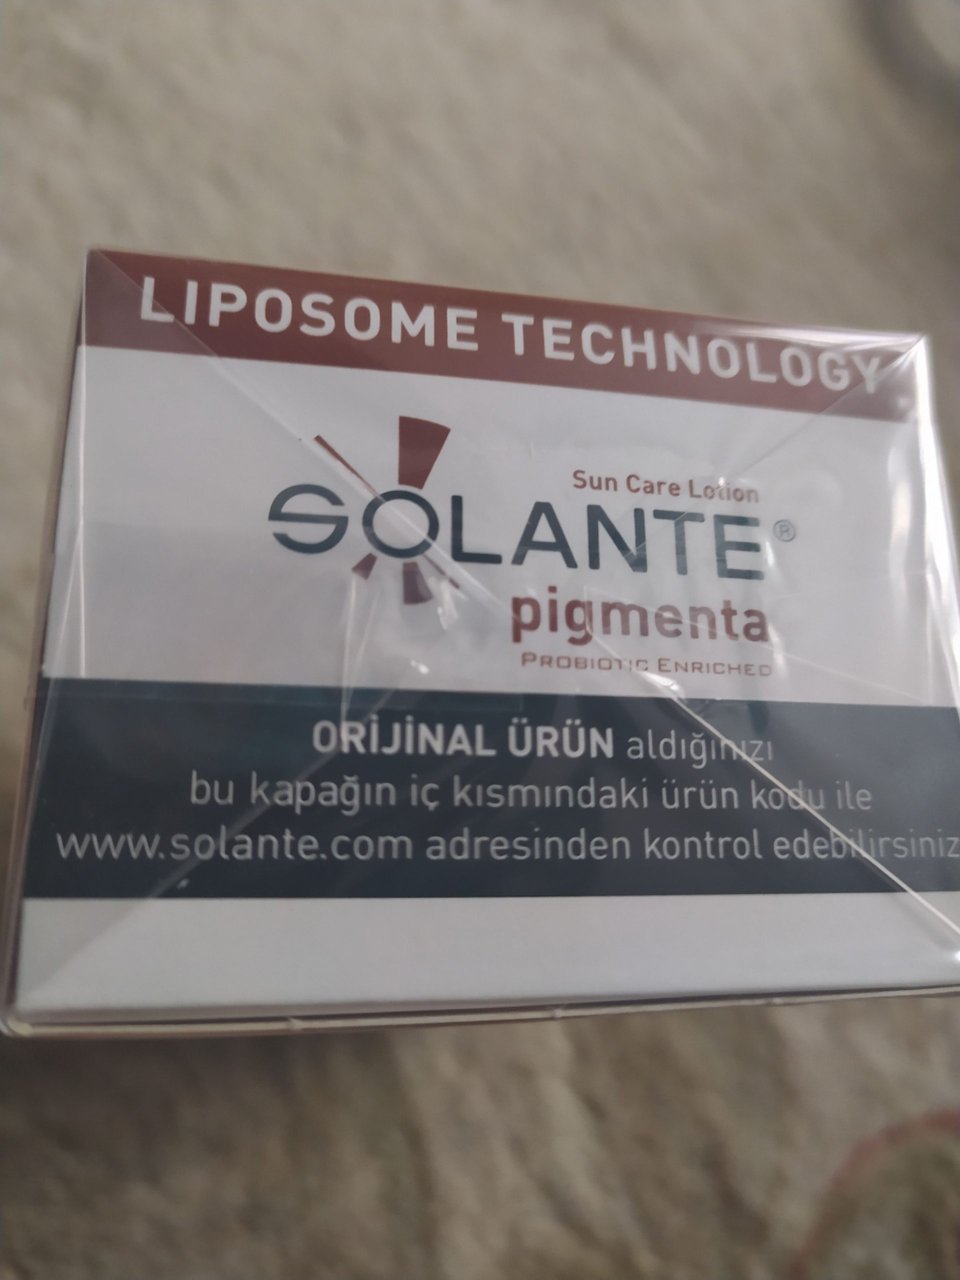 LIPOSOME TECHNOLOGY
Sun Care Lotion
SOLANTE®
pigmenta
PROBIOTIC ENRICHED
ORİJİNAL ÜRÜN aldığınızı
bu kapağın iç kısmındaki ürün kodu ile
www.solante.com adresinden kontrol edebilirsiniz